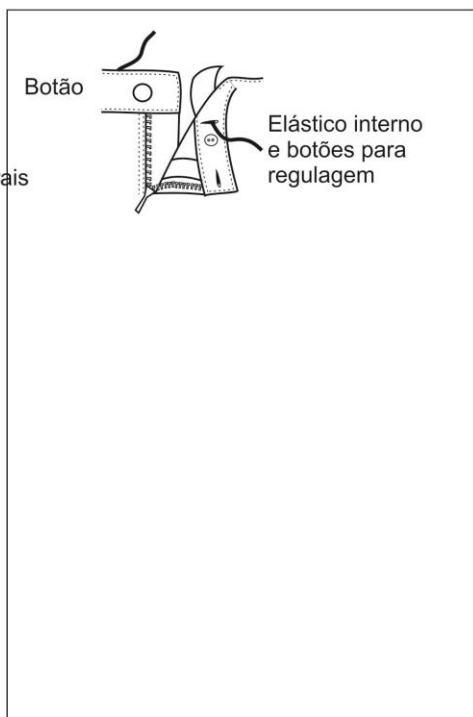 Botão
Elástico interno
e botões para
regulagem
ais